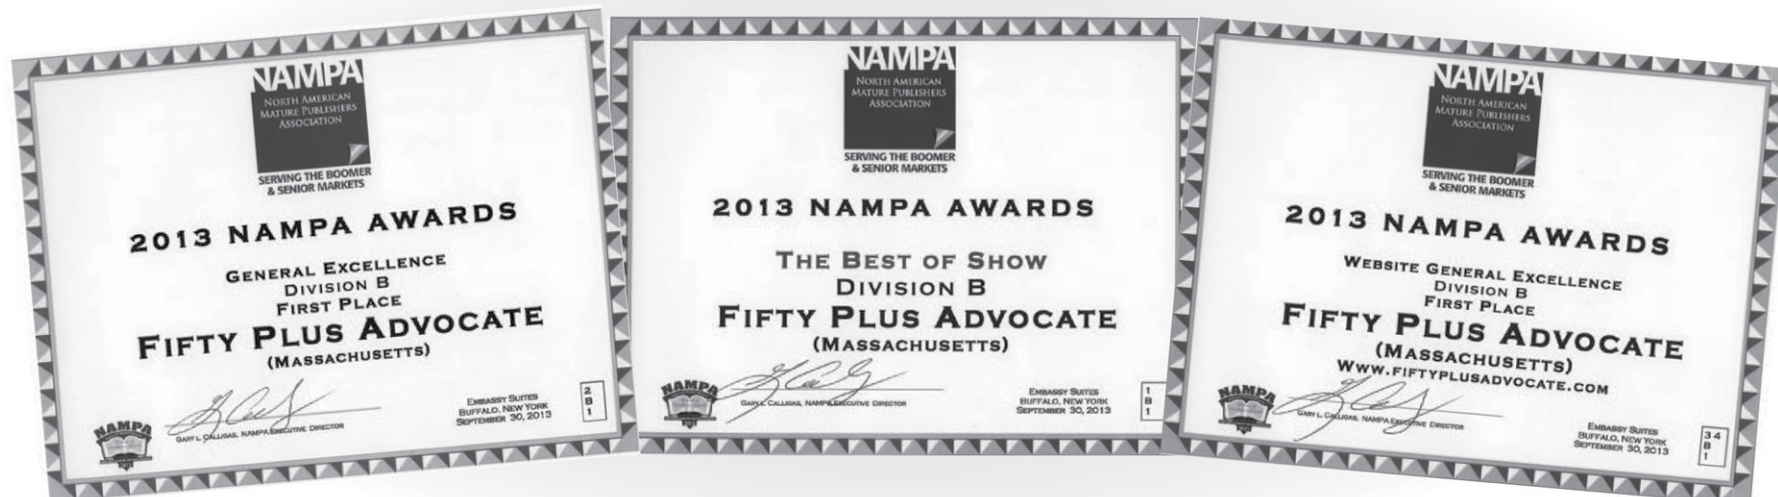 NAMPA
NORTH AMERICAN
MATURE PUBLISHERS
ASSOCIATION
SERVING THE BOOMER
& SENIOR MARKETS
2013 NAMPA AWARDS
GENERAL EXCELLENCE
DIVISION B
FIRST PLACE
FIFTY PLUS ADVOCATE
(MASSACHUSETTS)
NAMPA
GARY L. CALLIGAS, NAMPA EXECUTIVE DIRECTOR
EMBASSY SUITES
BUFFALO, NEW YORK
SEPTEMBER 30, 2013
2
B
1
NAMPA
NORTH AMERICAN
MATURE PUBLISHERS
ASSOCIATION
SERVING THE BOOMER
& SENIOR MARKETS
2013 NAMPA AWARDS
THE BEST OF SHOW
DIVISION B
FIFTY PLUS ADVOCATE
(MASSACHUSETTS)
NAMPA
GARY L. CALLIGAS, NAMPA EXECUTIVE DIRECTOR
EMBASSY SUITES
BUFFALO, NEW YORK
SEPTEMBER 30, 2013
1
B
1
NAMPA
NORTH AMERICAN
MATURE PUBLISHERS
ASSOCIATION
SERVING THE BOOMER
& SENIOR MARKETS
2013 NAMPA AWARDS
WEBSITE GENERAL EXCELLENCE
DIVISION B
FIRST PLACE
FIFTY PLUS ADVOCATE
(MASSACHUSETTS)
WWW.FIFTYPLUSADVOCATE.COM
NAMPA
GARY L. CALLIGAS, NAMPA EXECUTIVE DIRECTOR
EMBASSY SUITES
BUFFALO, NEW YORK
SEPTEMBER 30, 2013
34
B
1